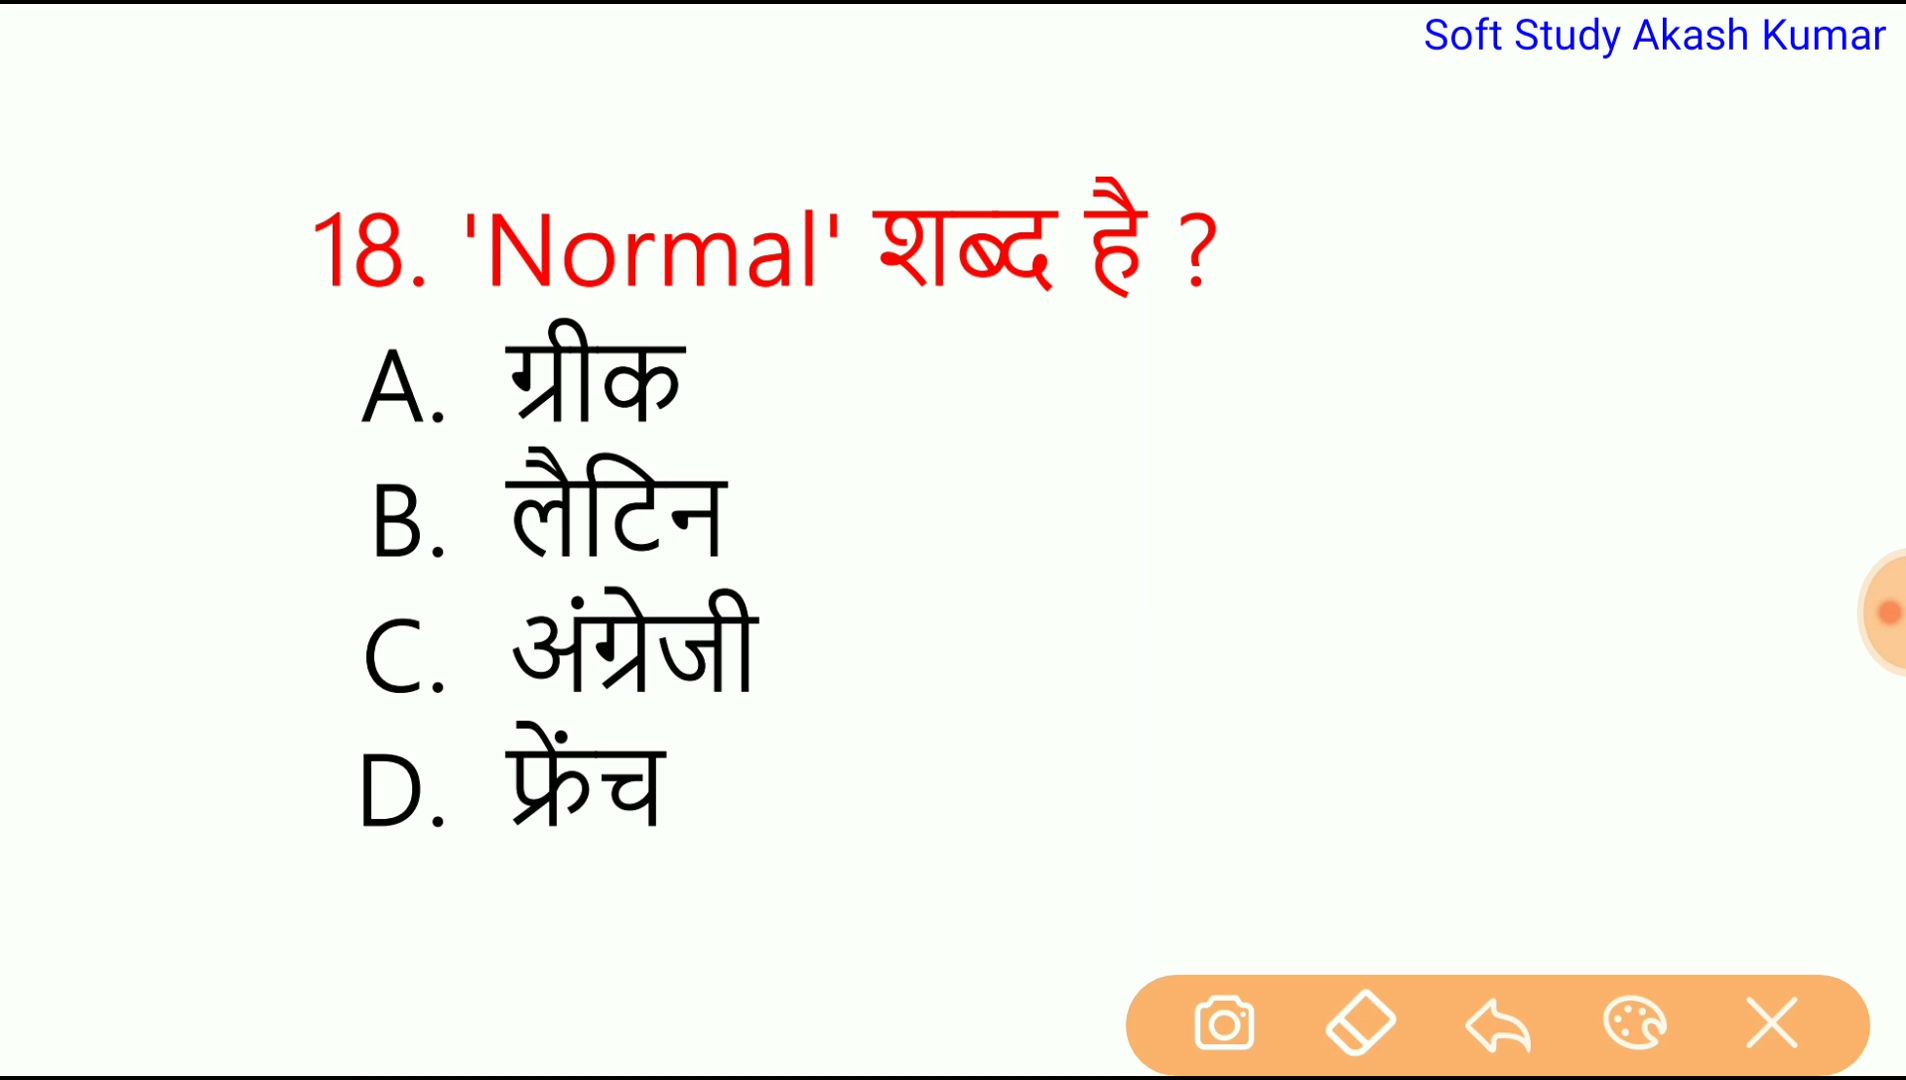 Soft Study Akash Kumar
18. 'Normal' शब्द है ?
A. ग्रीक
B. लैटिन
C. अंग्रेजी
D. फ्रेंच